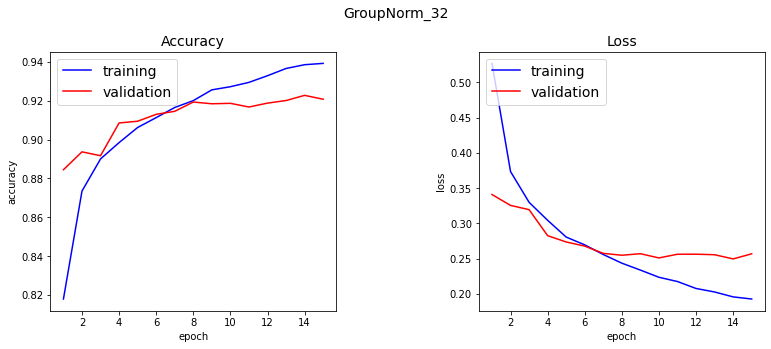 GroupNorm_32
Accuracy
training
validation
0.94
0.92
0.90
0.88
0.86
0.84
0.82
accuracy
2 4 6 8 10 12 14
epoch
Loss
training
validation
0.50
0.45
0.40
0.35
0.30
0.25
0.20
loss
2 4 6 8 10 12 14
epoch